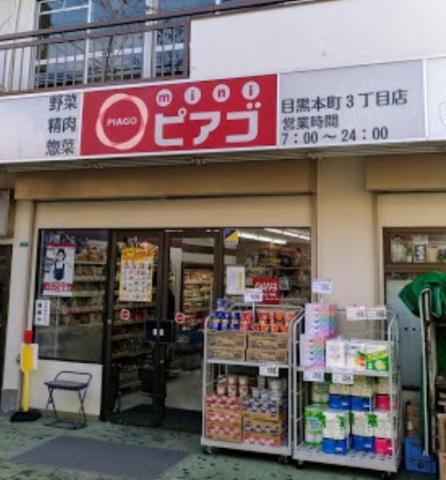 野菜
精肉
惣菜
PIAGO
mini
ピアゴ
目黒本町3丁目店
営業時間
7:00～24:00